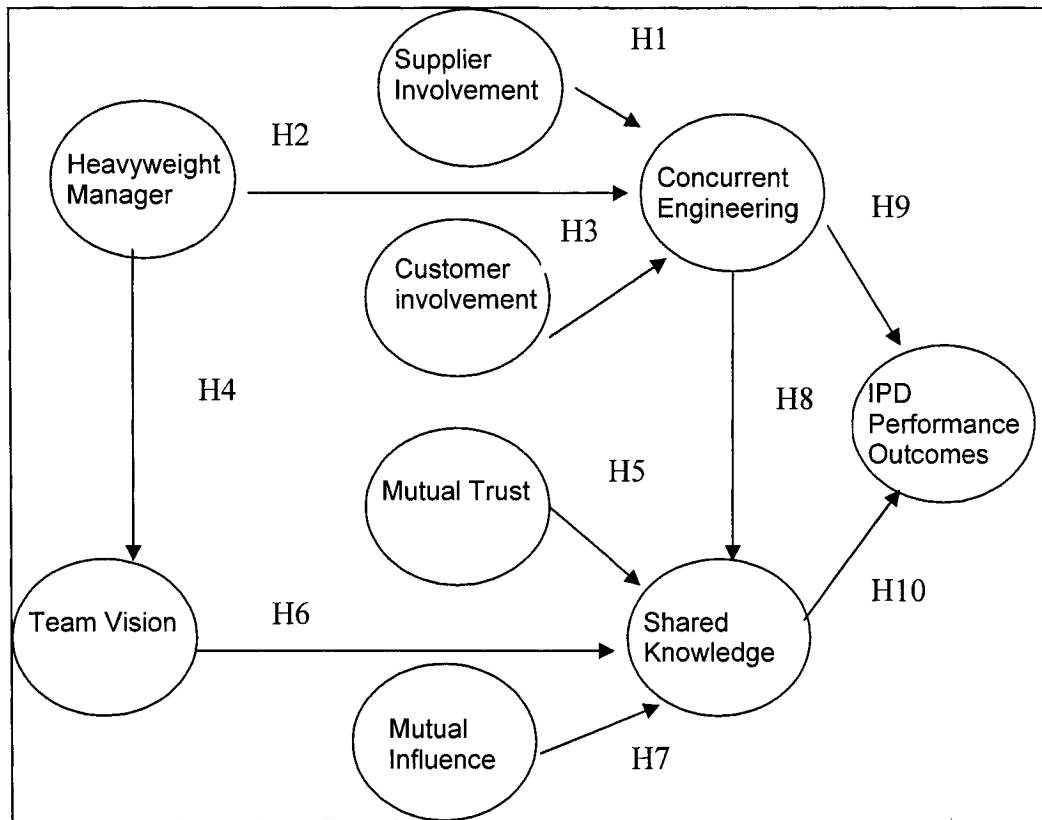 H1
Supplier
Involvement
H2
Heavyweight
Manager
Concurrent
Engineering
H9
H3
Customer
involvement
H4
H8
IPD
Performance
Outcomes
H5
Mutual Trust
H10
Team Vision
H6
Shared
Knowledge
Mutual
Influence
H7